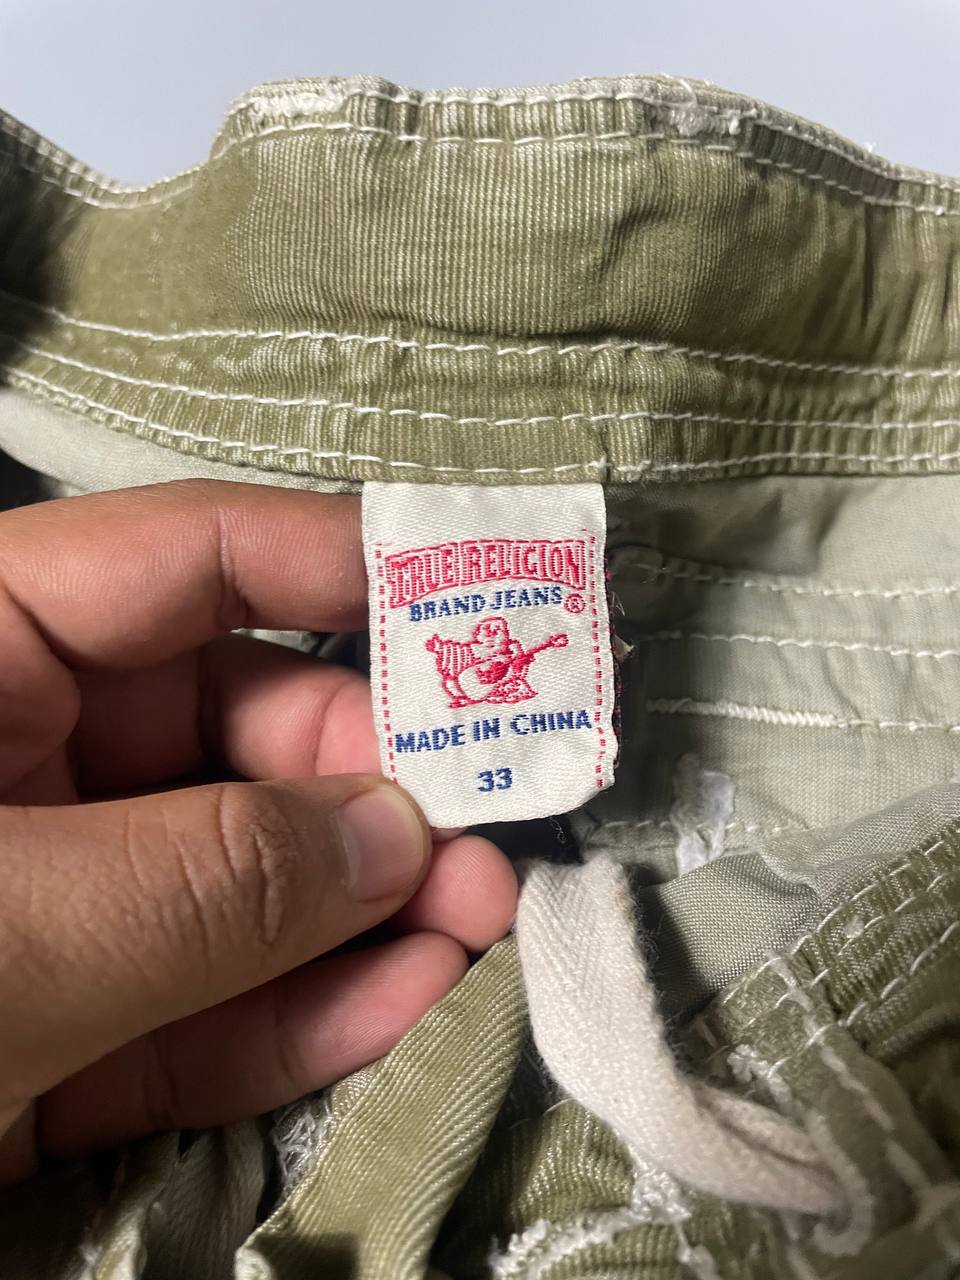 TRUE RELIGION
BRAND JEANS®
MADE IN CHINA
33